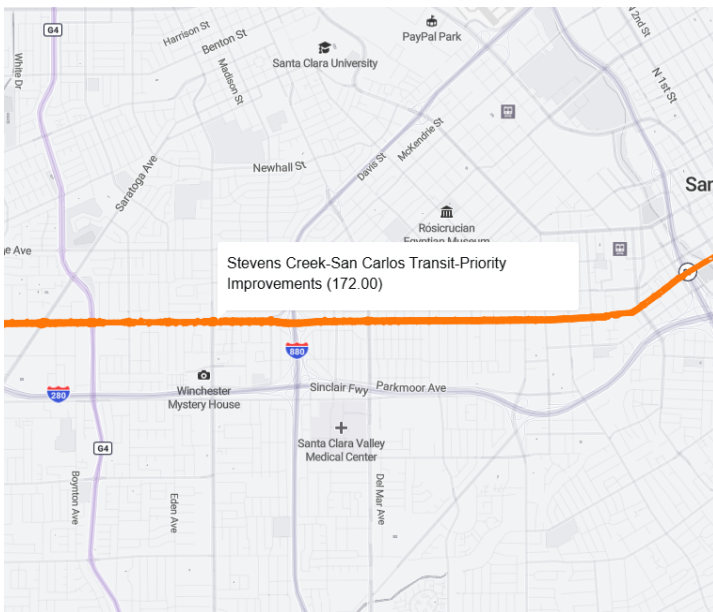 G4
Harrison St
PayPal Park
N 2nd St
Benton St
White Dr
Santa Clara University
Madison St
N 1st St
McKendrie St
Davis St
Newhall St
Saratoga Ave
San
Rosicrucian
Egyptian Museum
ge Ave
Stevens Creek-San Carlos Transit-Priority
Improvements (172.00)
880
Winchester
Mystery House
Sinclair Fwy
Parkmoor Ave
280
G4
Santa Clara Valley
Medical Center
Boynton Ave
Eden Ave
Del Mar Ave